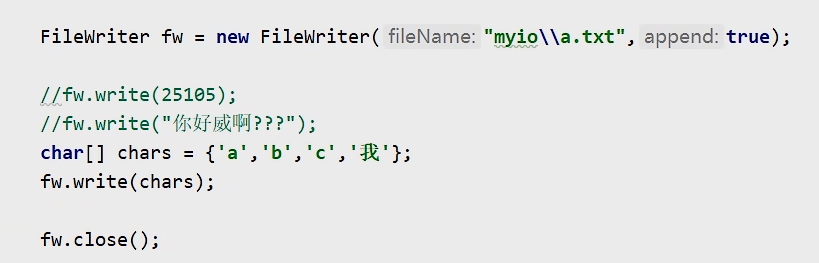 FileWriter fw = new FileWriter( fileName: "myio\\a.txt", append: true);
//fw.write(25105);
//fw.write("你好威啊???");
char[] chars = {'a','b','c','我'};
fw.write(chars);
fw.close();